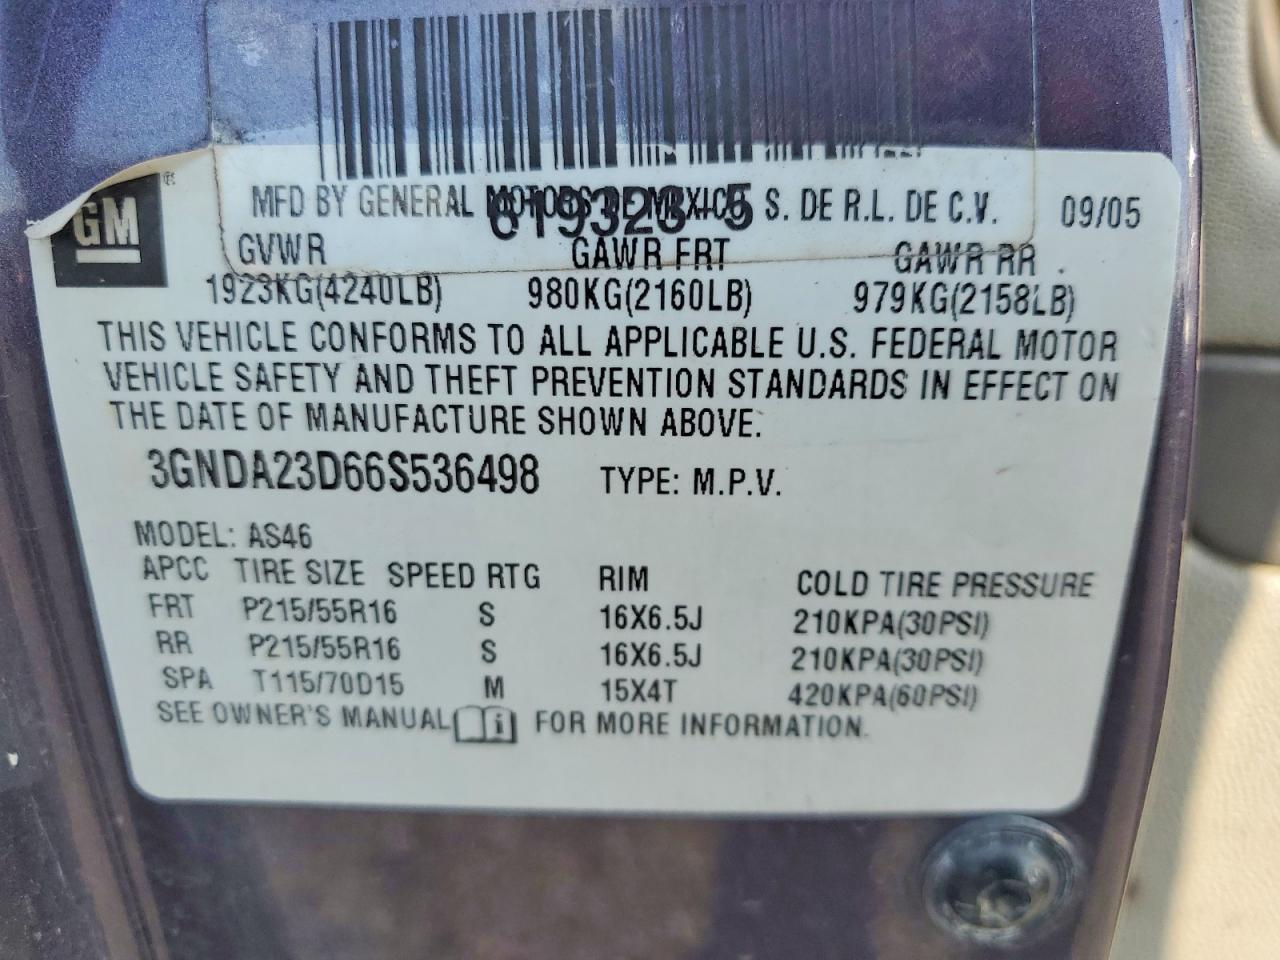 GM®
MFD BY GENERAL MOTORS DE MEXICO S. DE R.L. DE C.V. 09/05
619326-5
GVWR GAWR FRT GAWR RR
1923KG(4240LB) 980KG(2160LB) 979KG(2158LB)
THIS VEHICLE CONFORMS TO ALL APPLICABLE U.S. FEDERAL MOTOR
VEHICLE SAFETY AND THEFT PREVENTION STANDARDS IN EFFECT ON
THE DATE OF MANUFACTURE SHOWN ABOVE.
3GNDA23D66S536498 TYPE: M.P.V.
MODEL: AS46
APCC TIRE SIZE SPEED RTG RIM COLD TIRE PRESSURE
FRT P215/55R16 S 16X6.5J 210KPA(30PSI)
RR P215/55R16 S 16X6.5J 210KPA(30PSI)
SPA T115/70D15 M 15X4T 420KPA(60PSI)
SEE OWNER'S MANUAL i FOR MORE INFORMATION.